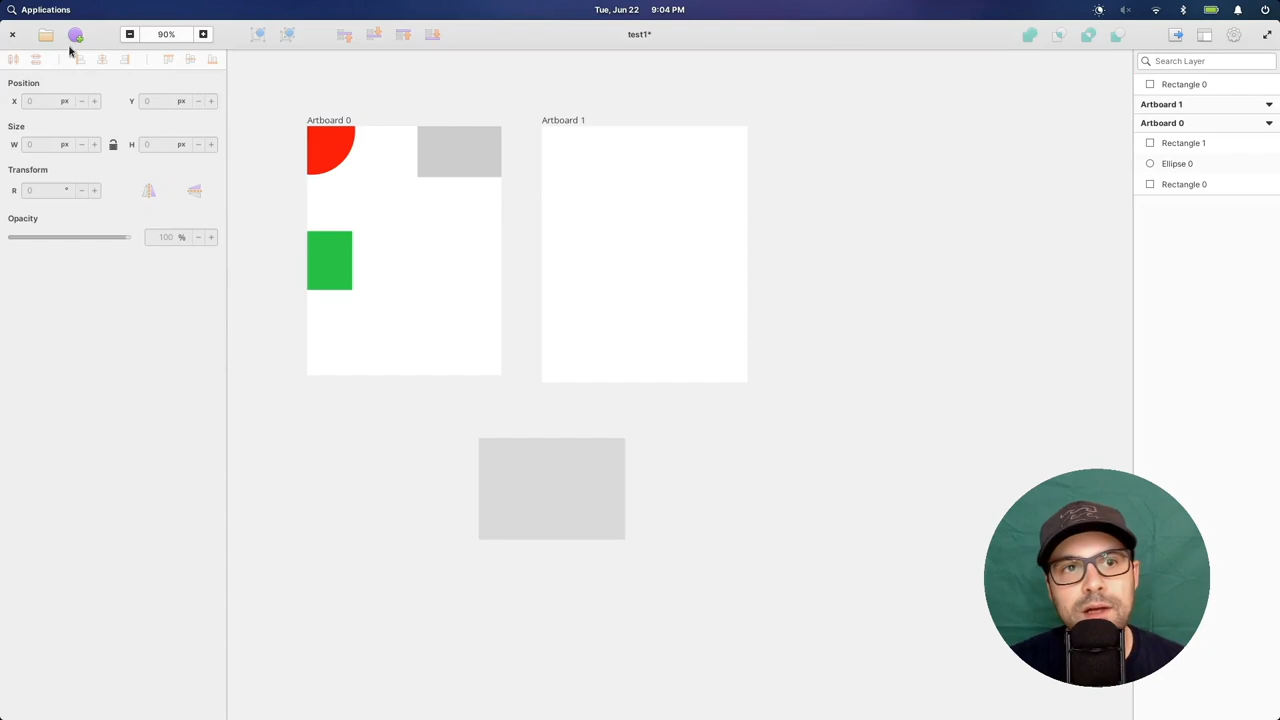 Applications
Tue, Jun 22 9:04 PM
90%
test1*
Search Layer
Position
X 0 px
Y 0 px
Size
W 0 px
H 0 px
Transform
R 0 °
Opacity
100 %
Artboard 0
Artboard 1
Rectangle 0
Artboard 1
Artboard 0
Rectangle 1
Ellipse 0
Rectangle 0